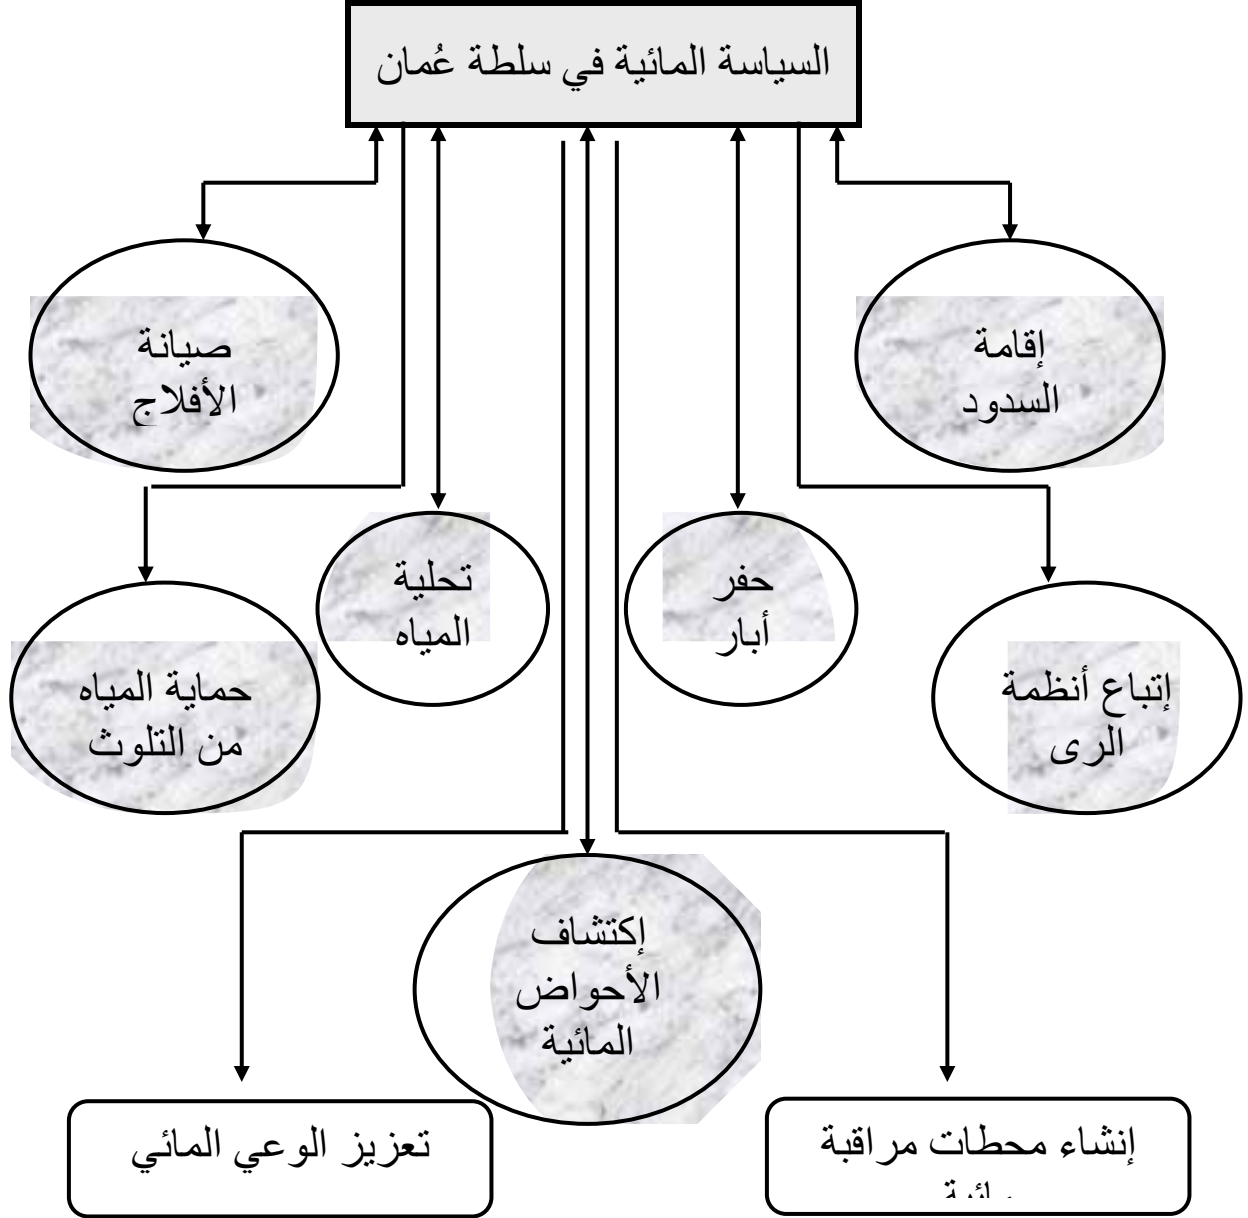 السياسة المائية في سلطة عُمان
إقامة
السدود
صيانة
الأفلاج
حفر
أبار
تحلية
المياه
إتباع أنظمة
الرى
حماية المياه
من التلوث
إكتشاف
الأحواض
المائية
إنشاء محطات مراقبة
تعزيز الوعي المائي